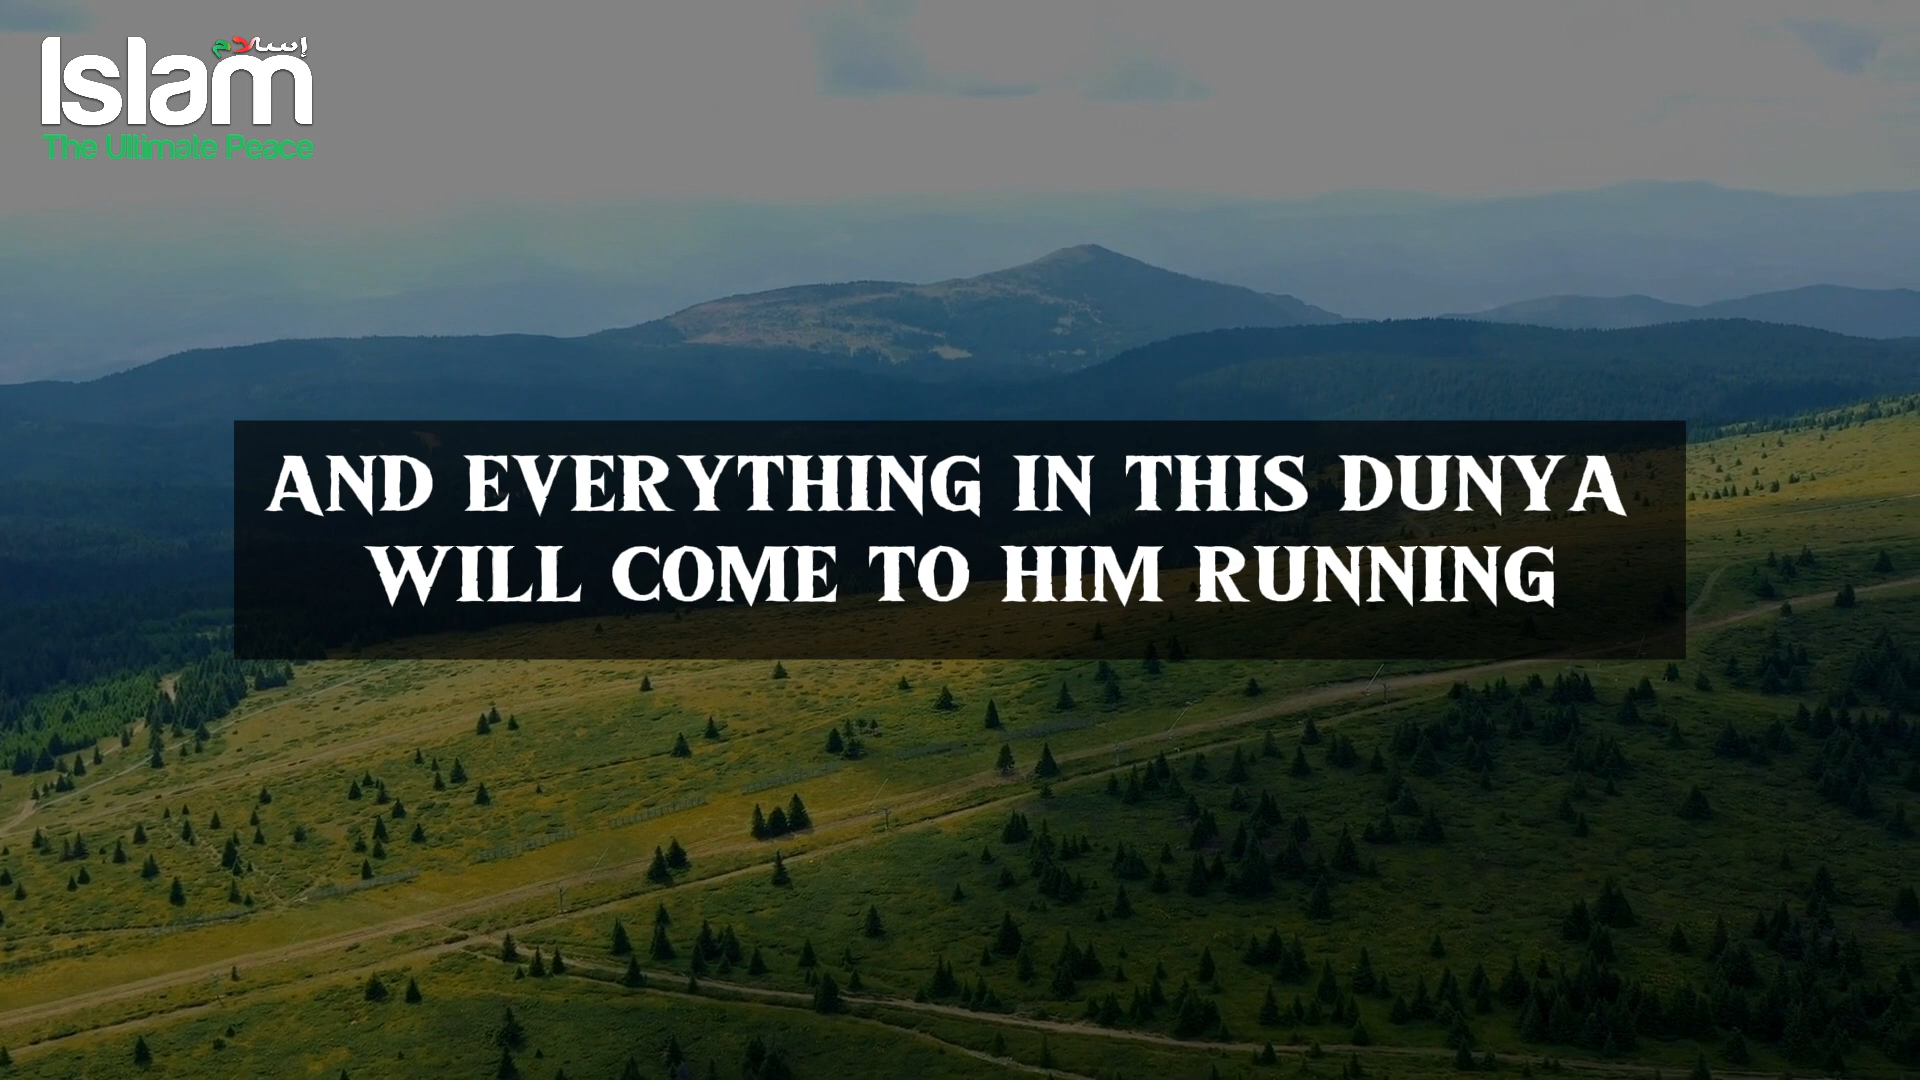 إسلام
Islam
The Ultimate Peace
AND EVERYTHING IN THIS DUNYA
WILL COME TO HIM RUNNING